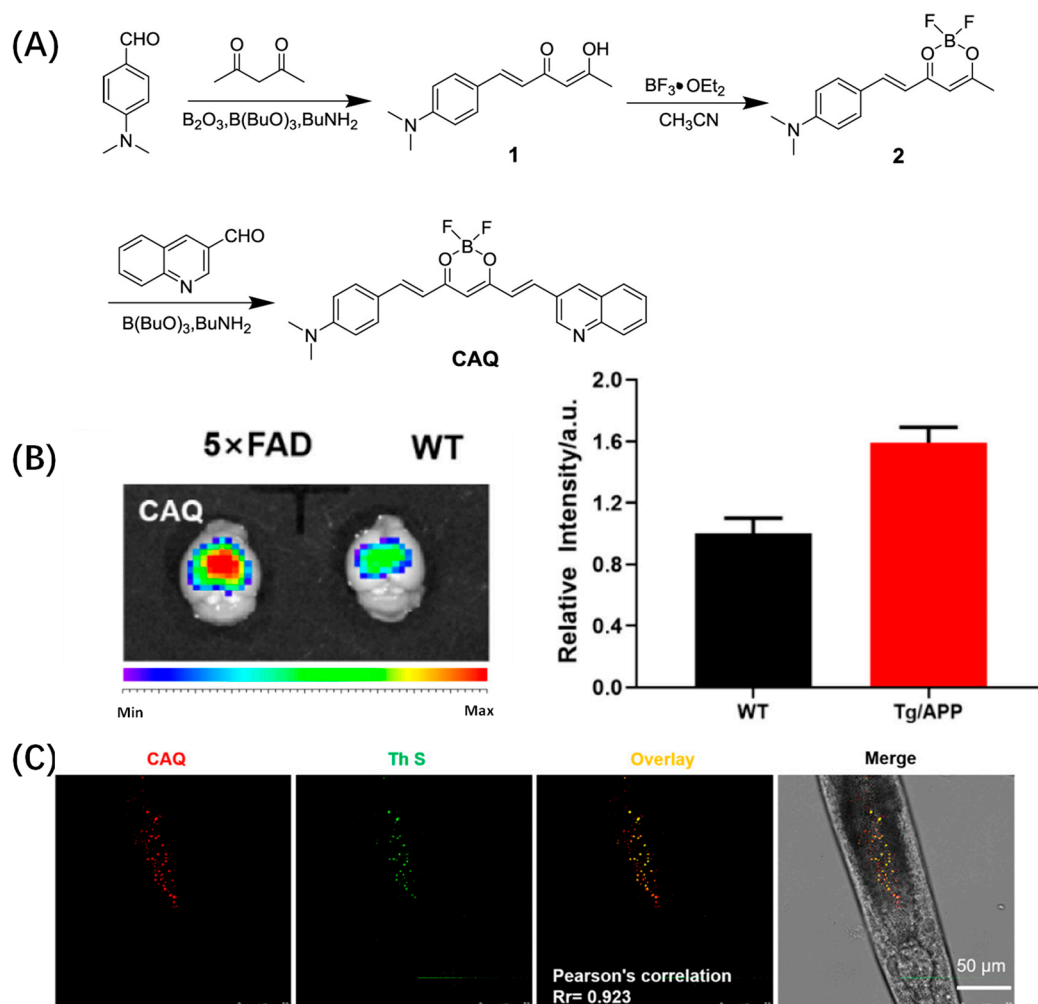 (A)
CHO
N
O O
B2O3,B(BuO)3,BuNH2
O OH
N
1
BF3•OEt2
CH3CN
F F
B
O O
N
2
CHO
N
B(BuO)3,BuNH2
F F
B
O O
N
N
CAQ
(B)
5×FAD WT
CAQ
Min Max
Relative Intensity/a.u.
2.0
1.6
1.2
0.8
0.4
0.0
WT Tg/APP
(C)
CAQ Th S Overlay Merge
Pearson's correlation
Rr= 0.923
50 µm